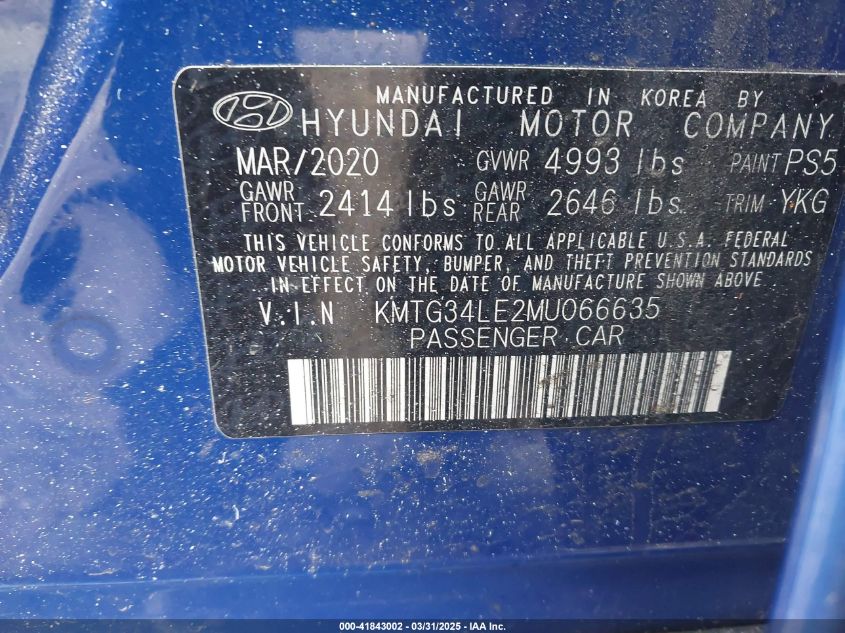 MANUFACTURED IN KOREA BY
HYUNDAI MOTOR COMPANY
MAR/2020 GVWR 4993 lbs PAINT PS5
GAWR FRONT 2414 lbs GAWR REAR 2646 lbs TRIM YKG
THIS VEHICLE CONFORMS TO ALL APPLICABLE U.S.A. FEDERAL
MOTOR VEHICLE SAFETY, BUMPER, AND THEFT PREVENTION STANDARDS
IN EFFECT ON THE DATE OF MANUFACTURE SHOWN ABOVE
V.I.N KMTG34LE2MU066635
PASSENGER CAR
000-41843002 - 03/31/2025 - IAA Inc.